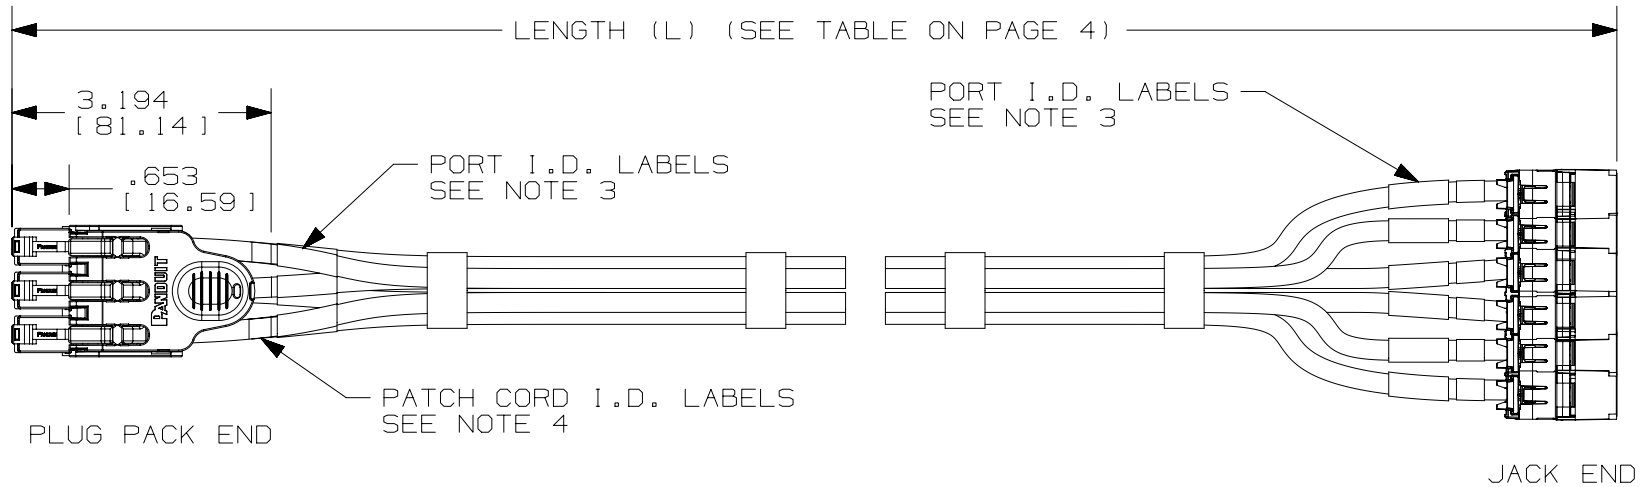 LENGTH (L) (SEE TABLE ON PAGE 4)
3.194
[81.14]
PORT I.D. LABELS
SEE NOTE 3
.653
[16.59]
PORT I.D. LABELS
SEE NOTE 3
PANDUIT
PATCH CORD I.D. LABELS
SEE NOTE 4
PLUG PACK END
JACK END